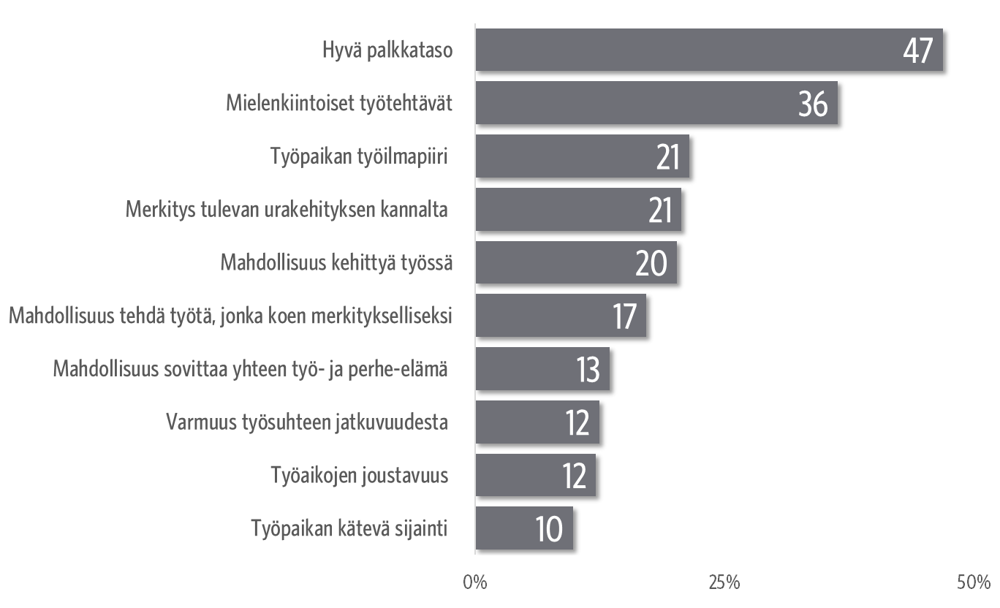 Hyvä palkkataso 47
Mielenkiintoiset työtehtävät 36
Työpaikan työilmapiiri 21
Merkitys tulevan urakehityksen kannalta 21
Mahdollisuus kehittyä työssä 20
Mahdollisuus tehdä työtä, jonka koen merkitykselliseksi 17
Mahdollisuus sovittaa yhteen työ- ja perhe-elämä 13
Varmuus työsuhteen jatkuvuudesta 12
Työaikojen joustavuus 12
Työpaikan kätevä sijainti 10
0% 25% 50%